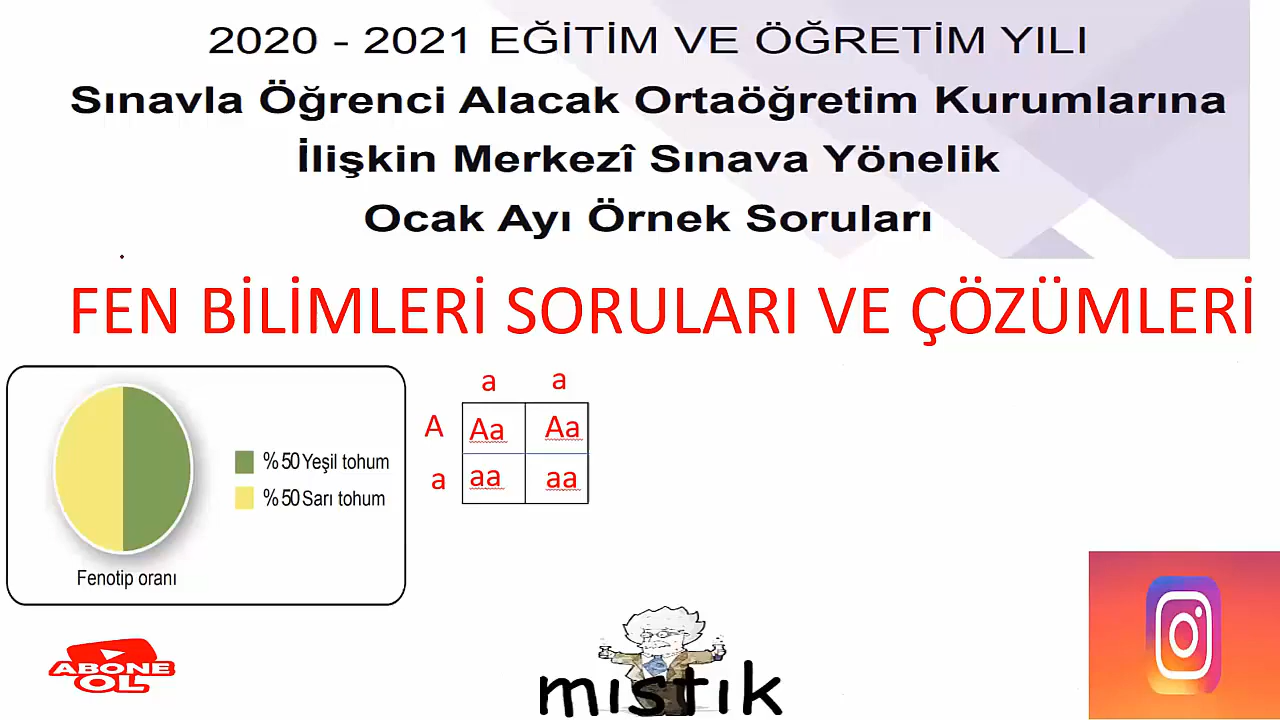 2020 - 2021 EĞİTİM VE ÖĞRETİM YILI
Sınavla Öğrenci Alacak Ortaöğretim Kurumlarına
İlişkin Merkezî Sınava Yönelik
Ocak Ayı Örnek Soruları
FEN BİLİMLERİ SORULARI VE ÇÖZÜMLERİ
% 50 Yeşil tohum
% 50 Sarı tohum
Fenotip oranı
a a
A Aa Aa
a aa aa
ABONE
OL
mıstık